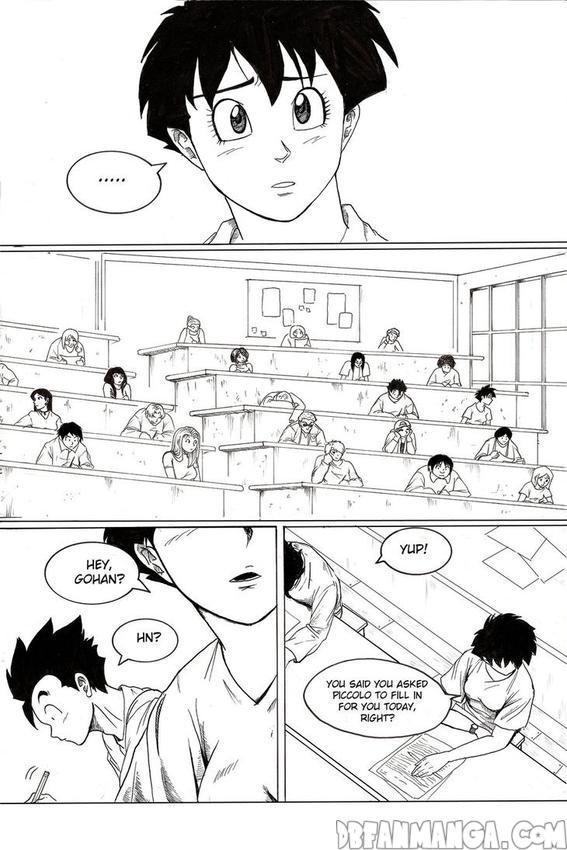 .....
HEY,
GOHAN?
HN?
YUP!
YOU SAID YOU ASKED
PICCOLO TO FILL IN
FOR YOU TODAY,
RIGHT?
DBFANMANGA.COM